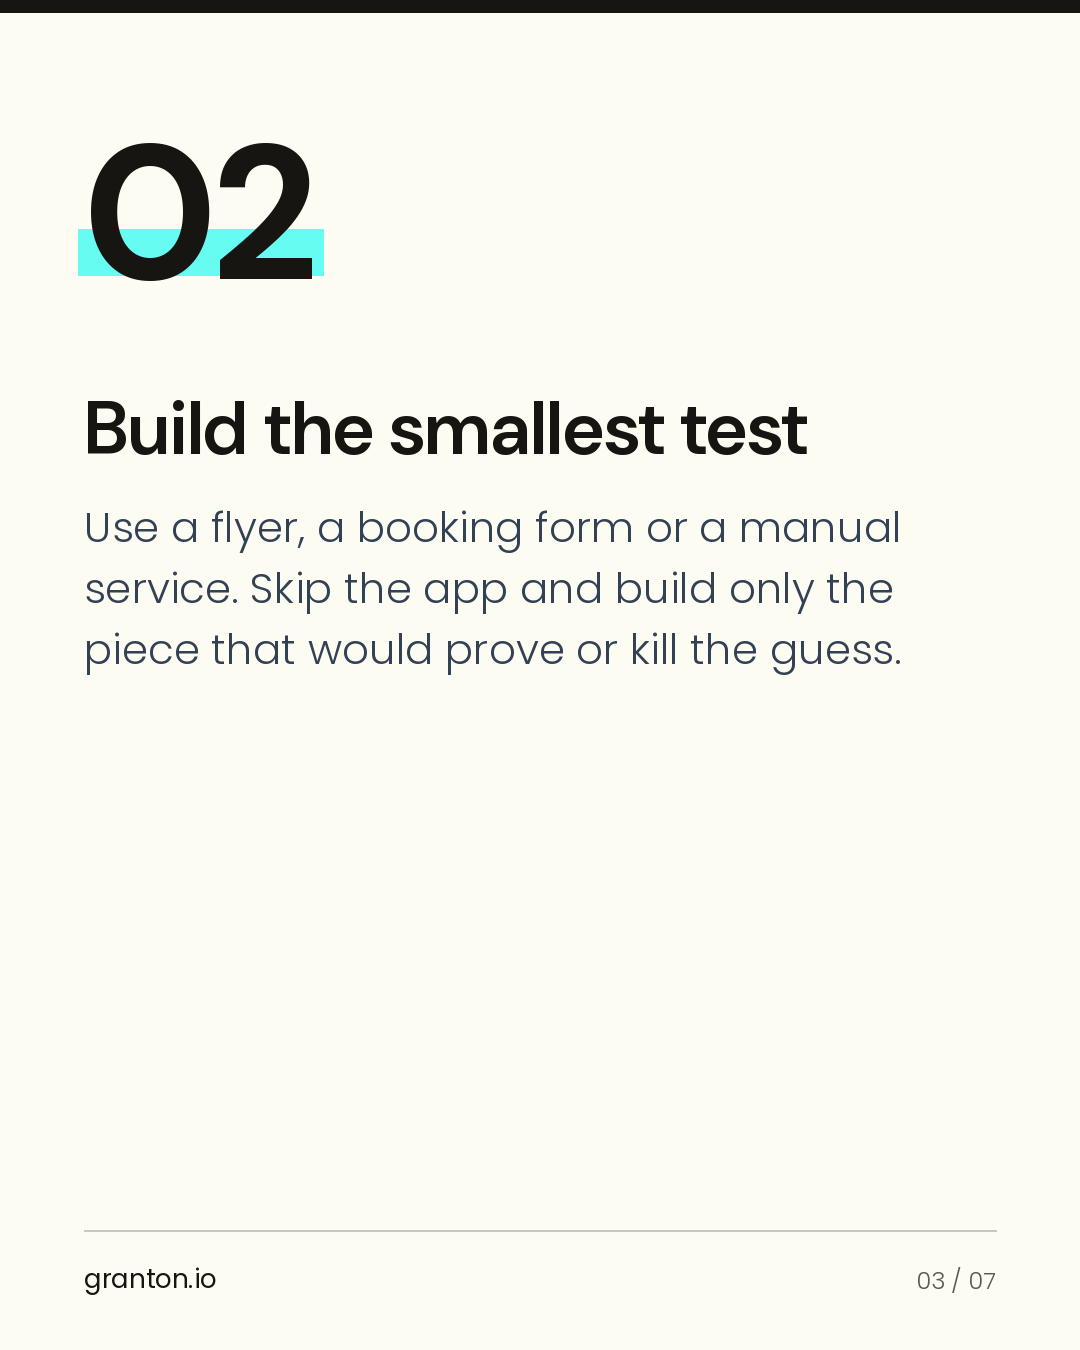 02
Build the smallest test
Use a flyer, a booking form or a manual
service. Skip the app and build only the
piece that would prove or kill the guess.
granton.io
03 / 07